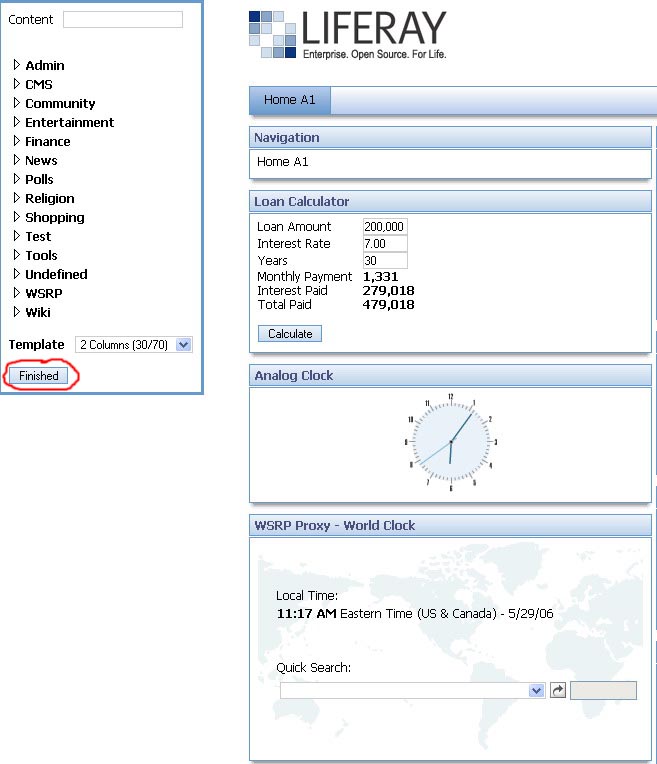 Content
Admin
CMS
Community
Entertainment
Finance
News
Polls
Religion
Shopping
Test
Tools
Undefined
WSRP
Wiki
Template 2 Columns (30/70)
Finished
LIFERAY
Enterprise. Open Source. For Life.
Home A1
Navigation
Home A1
Loan Calculator
Loan Amount 200,000
Interest Rate 7.00
Years 30
Monthly Payment 1,331
Interest Paid 279,018
Total Paid 479,018
Calculate
Analog Clock
12
1
2
3
4
5
6
7
8
9
10
11
WSRP Proxy - World Clock
Local Time:
11:17 AM Eastern Time (US & Canada) - 5/29/06
Quick Search: